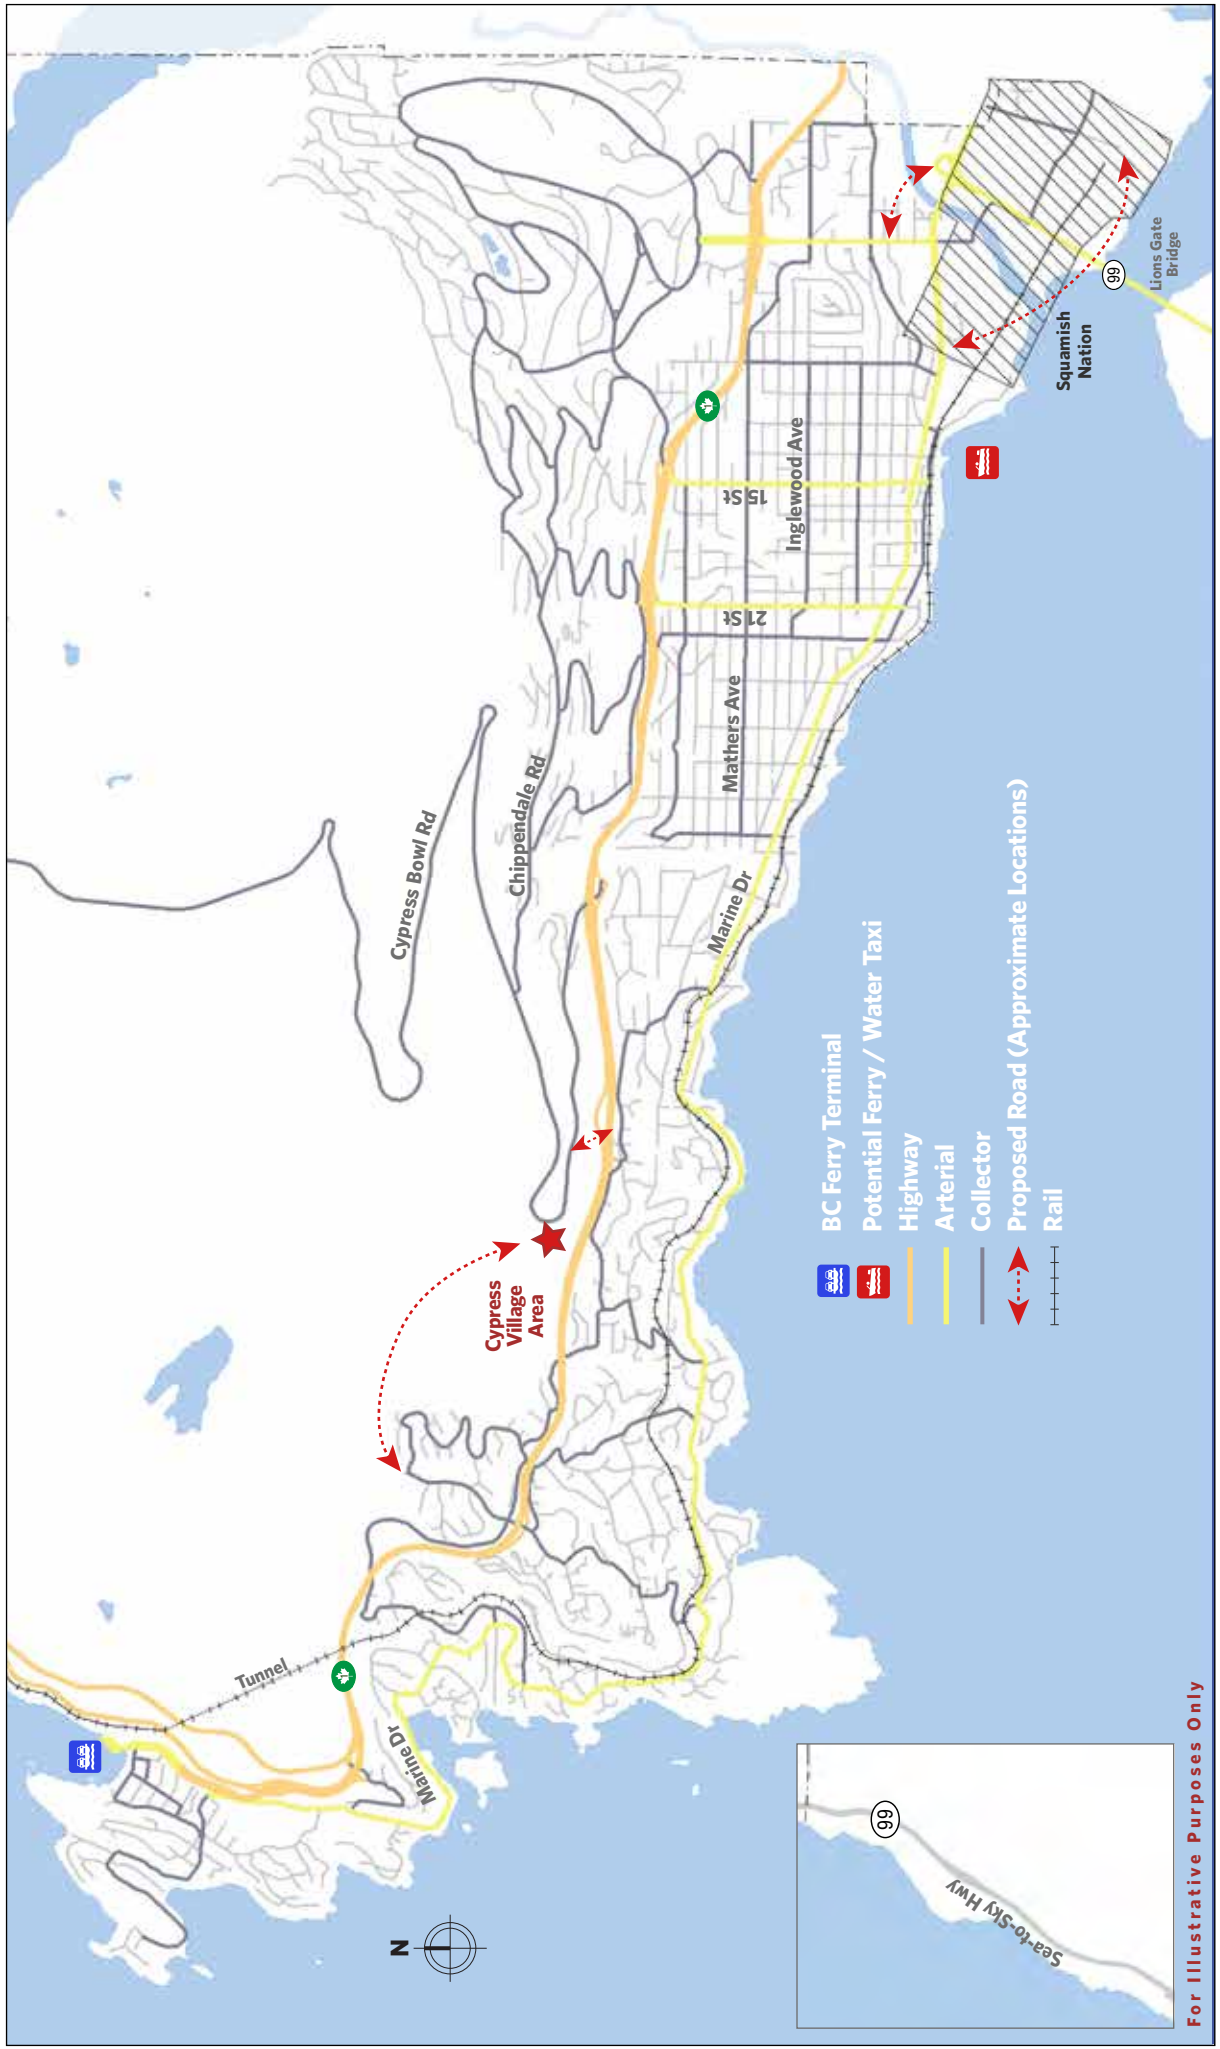 Tunnel
Marine Dr
Cypress Bowl Rd
Chippendale Rd
Cypress
Village
Area
Mathers Ave
21 St
15 St
Inglewood Ave
Marine Dr
Squamish
Nation
99
Lions Gate
Bridge
N
BC Ferry Terminal
Potential Ferry / Water Taxi
Highway
Arterial
Collector
Proposed Road (Approximate Locations)
Rail
99
Sea-to-Sky Hwy
For Illustrative Purposes Only